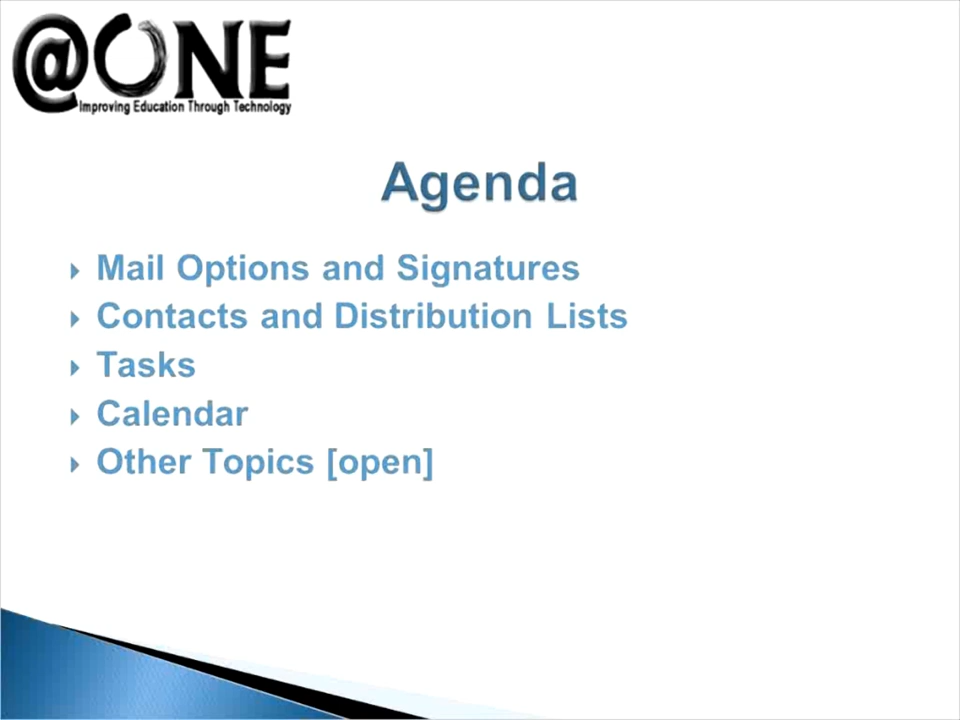 @ONE
Improving Education Through Technology
Agenda
Mail Options and Signatures
Contacts and Distribution Lists
Tasks
Calendar
Other Topics [open]